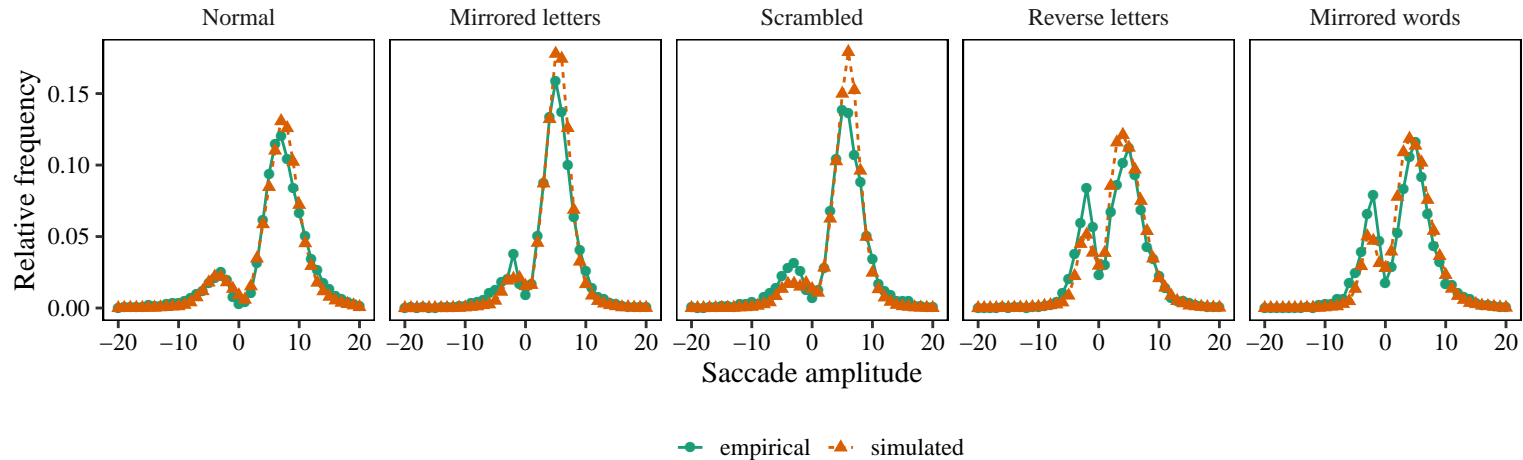 Normal
Mirrored letters
Scrambled
Reverse letters
Mirrored words
Relative frequency
0.15
0.10
0.05
0.00
−20 −10 0 10 20
−20 −10 0 10 20
−20 −10 0 10 20
−20 −10 0 10 20
−20 −10 0 10 20
Saccade amplitude
empirical simulated